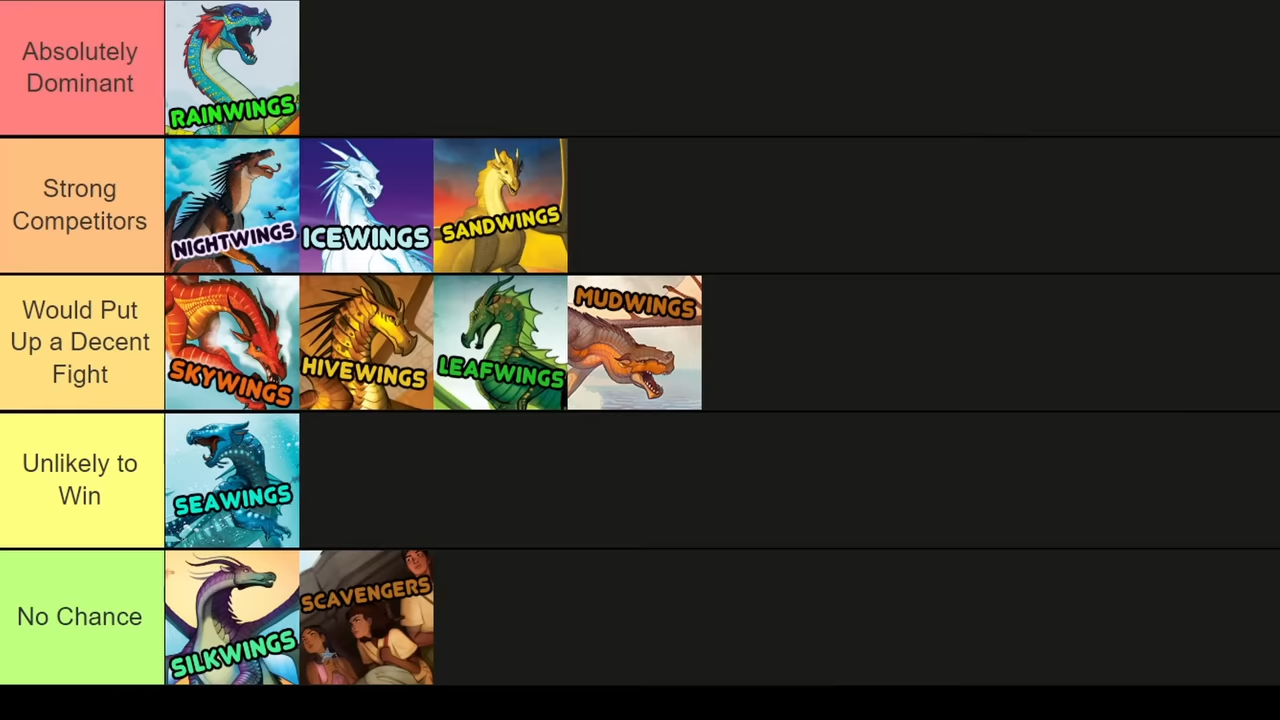 Absolutely
Dominant
RAINWINGS
Strong
Competitors
NIGHTWINGS
ICEWINGS
SANDWINGS
Would Put
Up a Decent
Fight
SKYWINGS
HIVEWINGS
LEAFWINGS
MUDWINGS
Unlikely to
Win
SEAWINGS
No Chance
SILKWINGS
SCAVENGERS